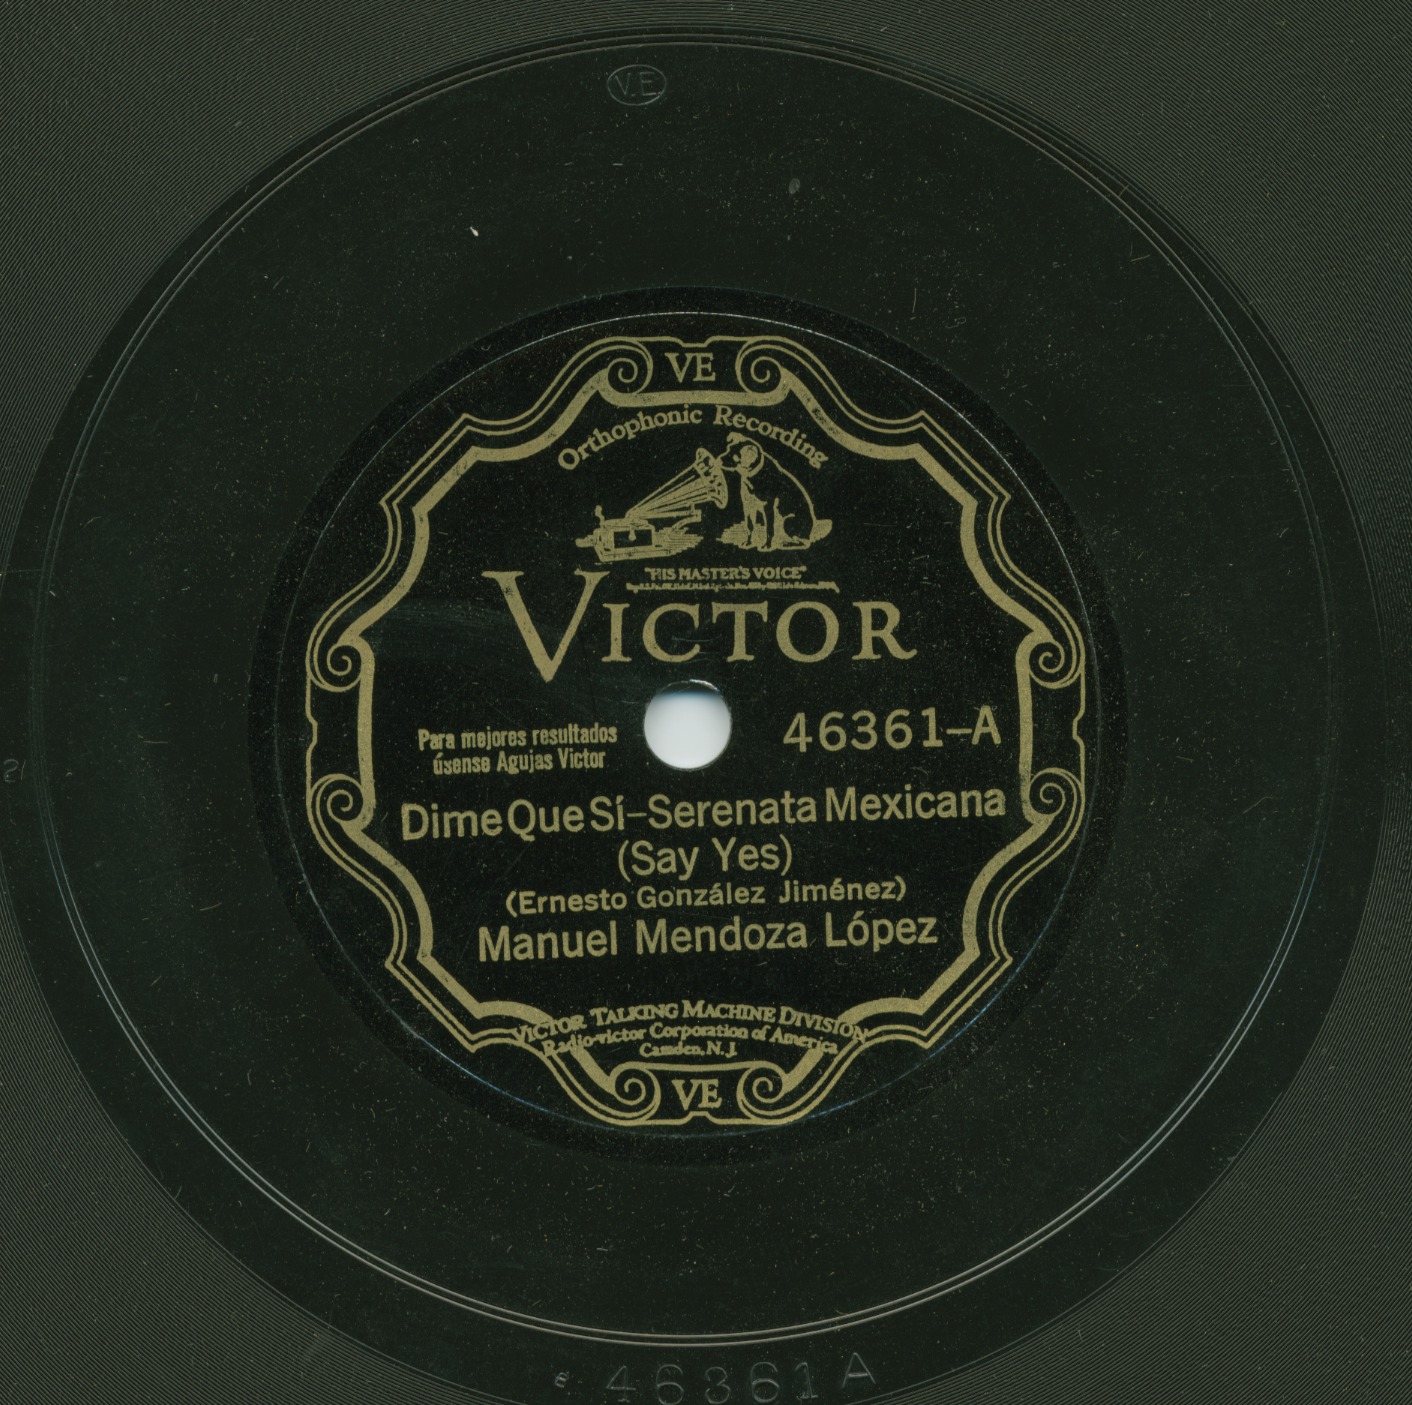 V.E.
VE
Orthophonic Recording
"HIS MASTER'S VOICE"
VICTOR
Para mejores resultados
úsense Agujas Victor
46361-A
Dime Que Sí-Serenata Mexicana
(Say Yes)
(Ernesto González Jiménez)
Manuel Mendoza López
VICTOR TALKING MACHINE DIVISION
Radio-Victor Corporation of America
Camden, N.J.
VE
46361 A